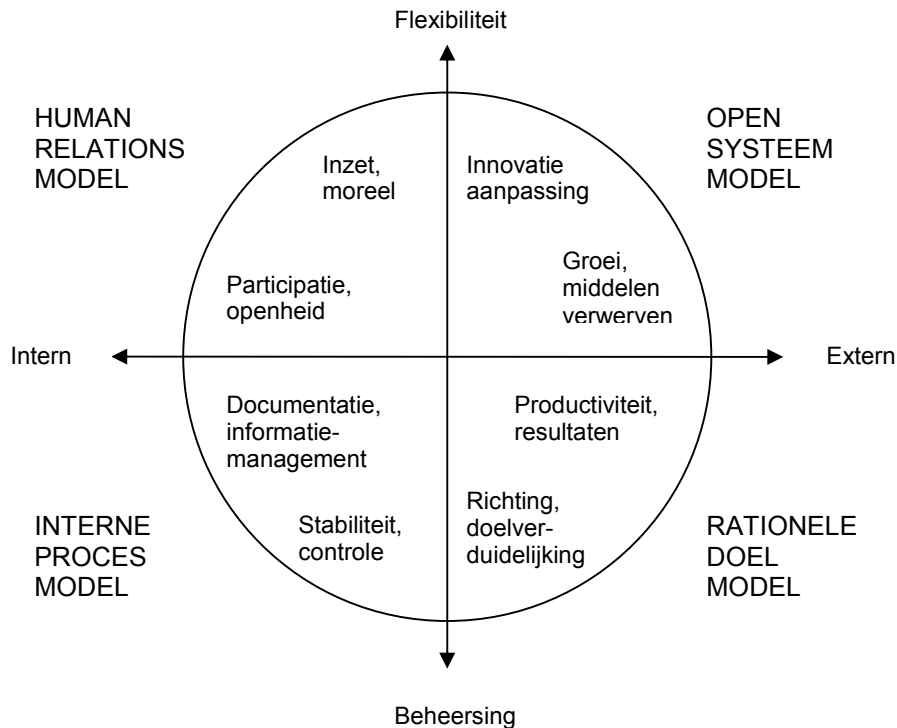 Flexibiliteit
HUMAN
RELATIONS
MODEL
OPEN
SYSTEEM
MODEL
Inzet,
moreel
Innovatie
aanpassing
Participatie,
openheid
Groei,
middelen
verwerven
Intern
Extern
Documentatie,
informatie-
management
Productiviteit,
resultaten
Stabiliteit,
controle
Richting,
doelver-
duidelijking
INTERNE
PROCES
MODEL
RATIONELE
DOEL
MODEL
Beheersing